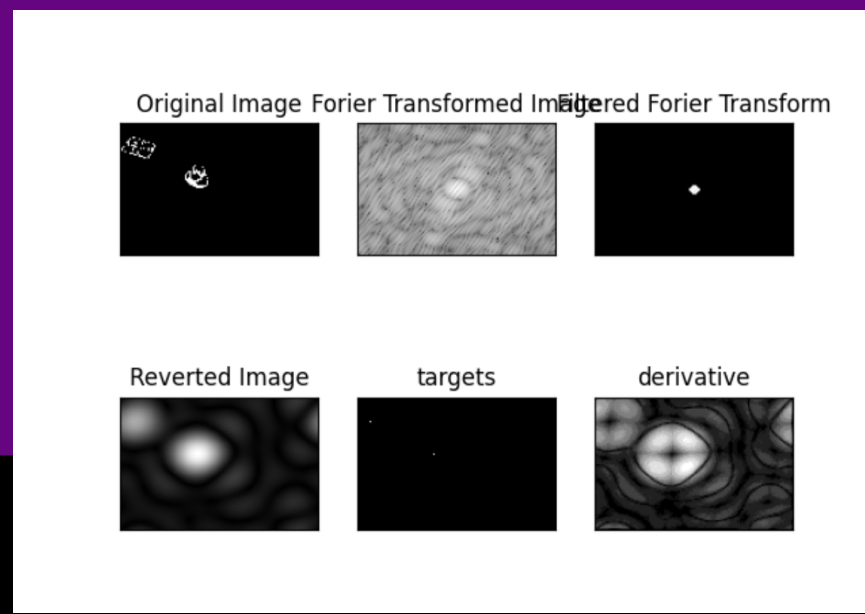 Original Image
Forier Transformed Image
Filtered Forier Transform
Reverted Image
targets
derivative